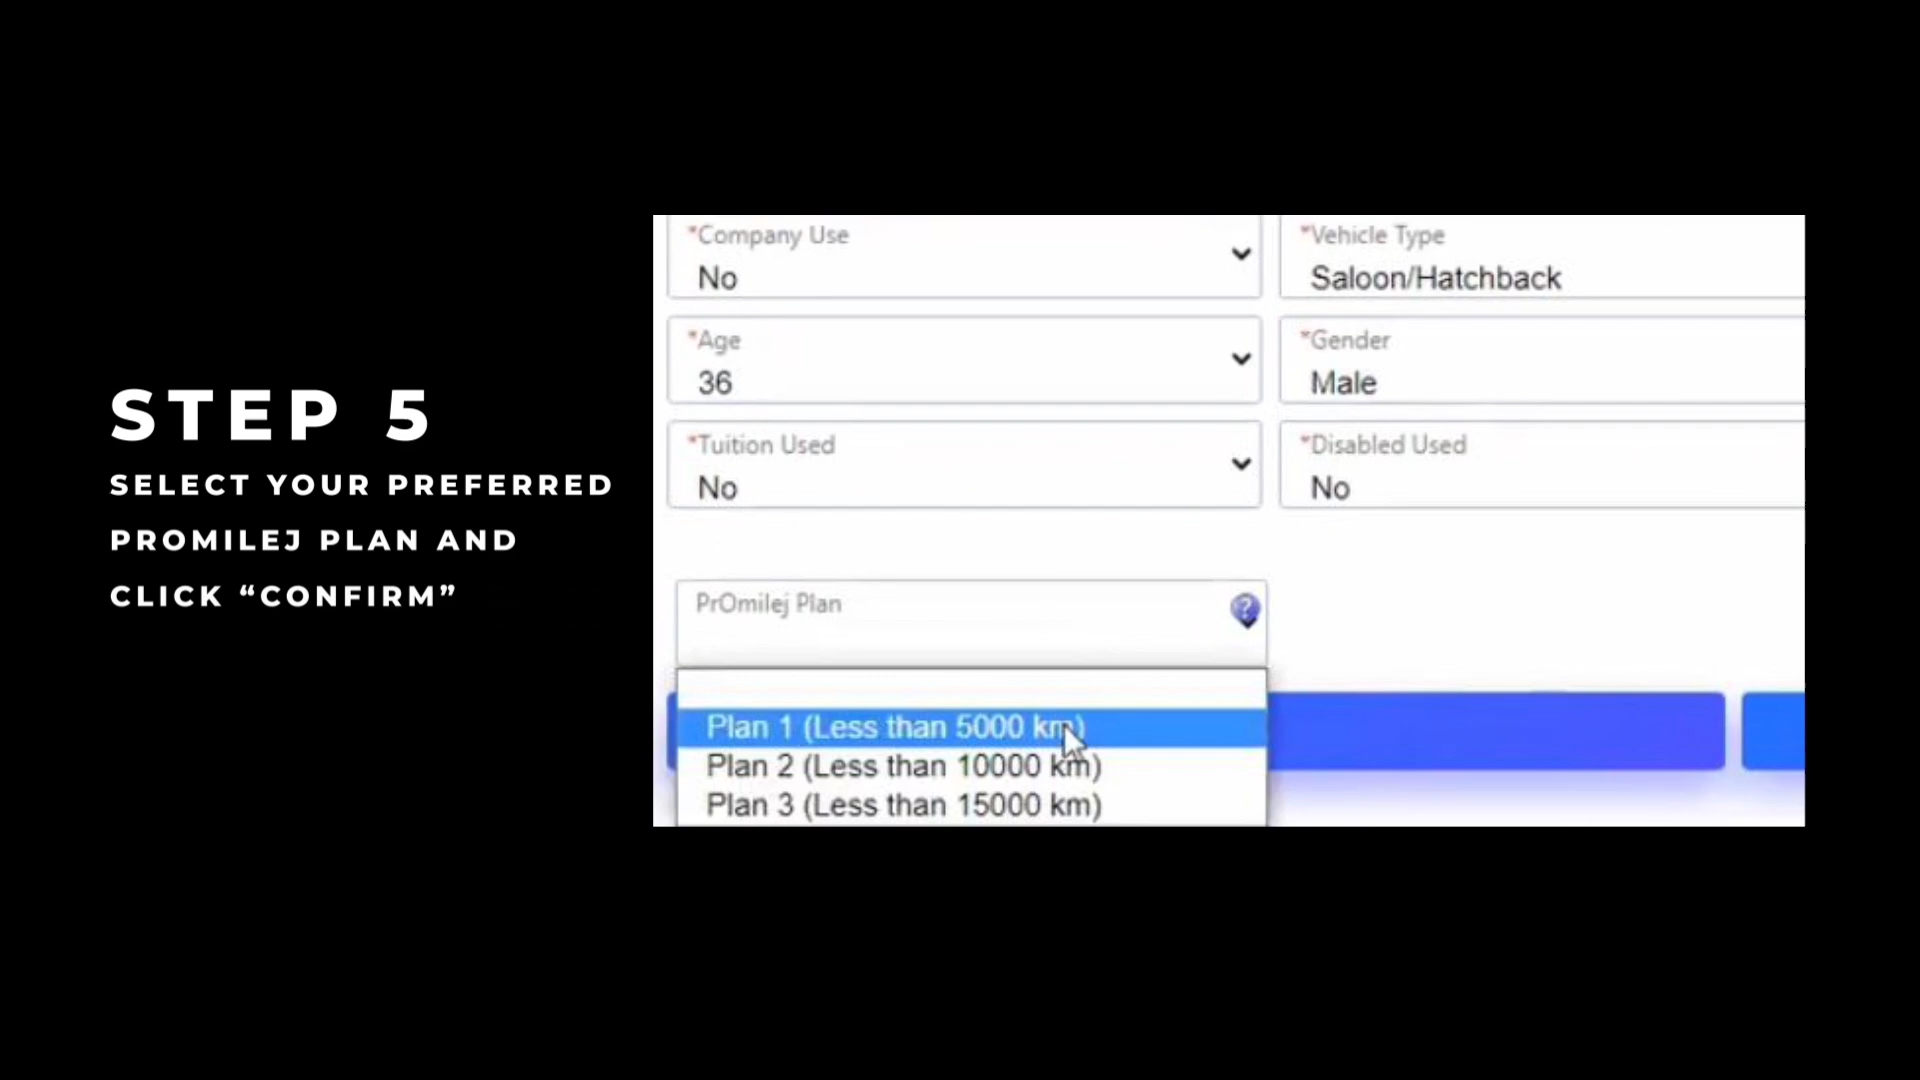 STEP 5
SELECT YOUR PREFERRED
PROMILEJ PLAN AND
CLICK “CONFIRM”
*Company Use
No
*Vehicle Type
Saloon/Hatchback
*Age
36
*Gender
Male
*Tuition Used
No
*Disabled Used
No
PrOmilej Plan
?
Plan 1 (Less than 5000 km)
Plan 2 (Less than 10000 km)
Plan 3 (Less than 15000 km)